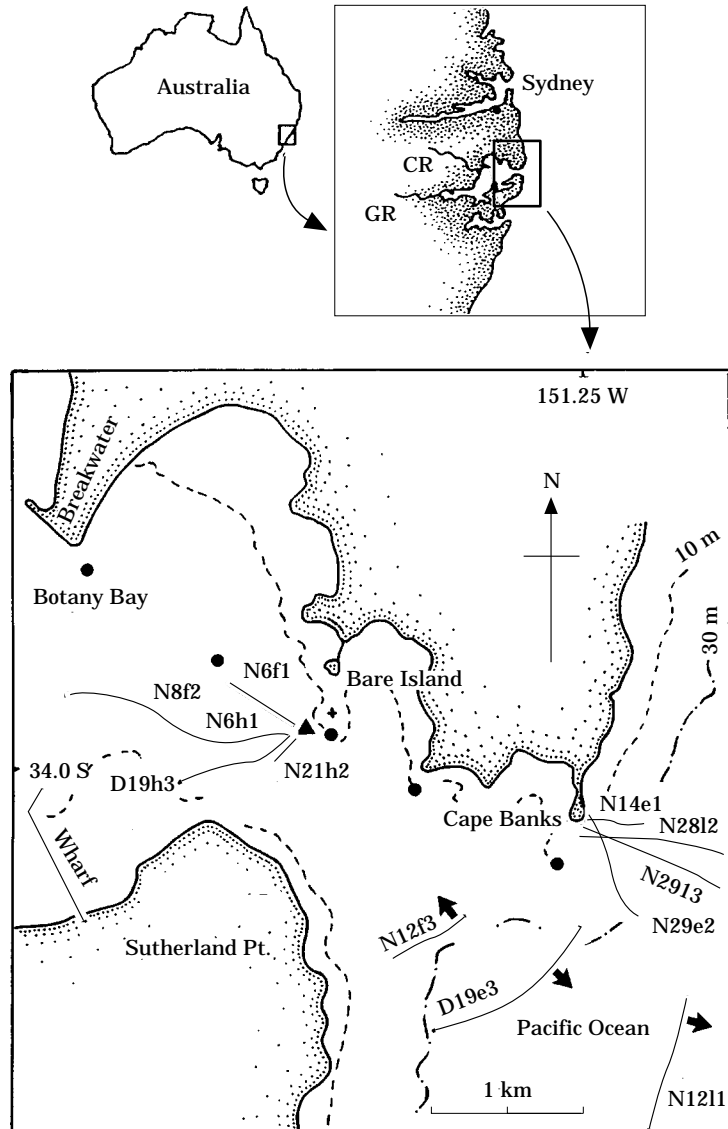 Australia
Sydney
CR
GR
151.25 W
Breakwater
N
10 m
30 m
Botany Bay
N6f1
Bare Island
N8f2
N6h1
34.0 S
D19h3
N21h2
Wharf
Cape Banks
N14e1
N28l2
N2913
N29e2
N12f3
Sutherland Pt.
D19e3
Pacific Ocean
1 km
N12l1